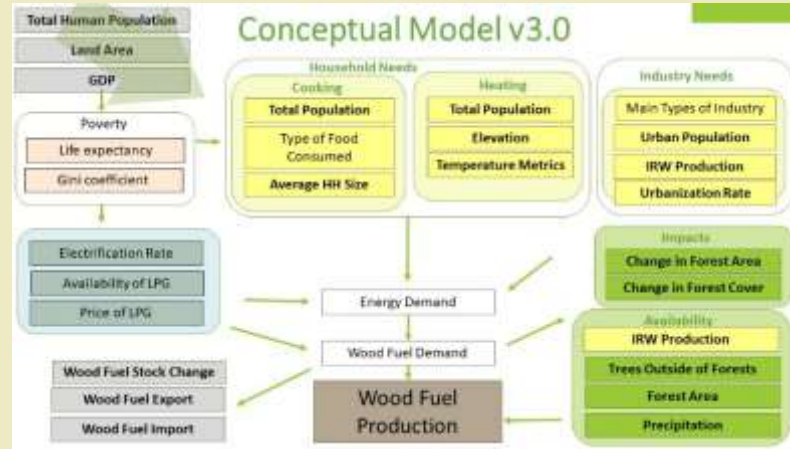 Conceptual Model v3.0
Total Human Population
Land Area
GDP
Poverty
Life expectancy
Gini coefficient
Electrification Rate
Availability of LPG
Price of LPG
Wood Fuel Stock Change
Wood Fuel Export
Wood Fuel Import
Household Needs
Cooking
Total Population
Type of Food
Consumed
Average HH Size
Heating
Total Population
Elevation
Temperature Metrics
Industry Needs
Main Types of Industry
Urban Population
IRW Production
Urbanization Rate
Energy Demand
Wood Fuel Demand
Wood Fuel
Production
Impacts
Change in Forest Area
Change in Forest Cover
Availability
IRW Production
Trees Outside of Forests
Forest Area
Precipitation